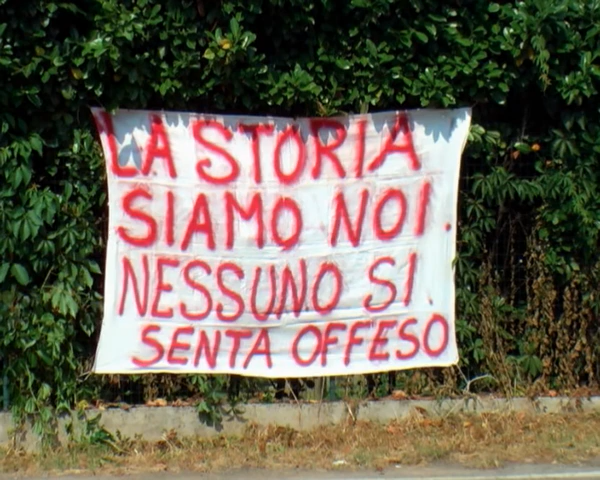 LA STORIA
SIAMO NOI.
NESSUNO SI.
SENTA OFFESO